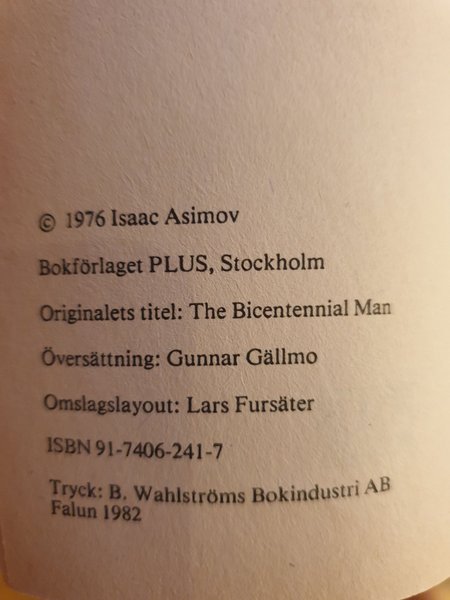 © 1976 Isaac Asimov
Bokförlaget PLUS, Stockholm
Originalets titel: The Bicentennial Man
Översättning: Gunnar Gällmo
Omslagslayout: Lars Fursäter
ISBN 91-7406-241-7
Tryck: B. Wahlströms Bokindustri AB
Falun 1982